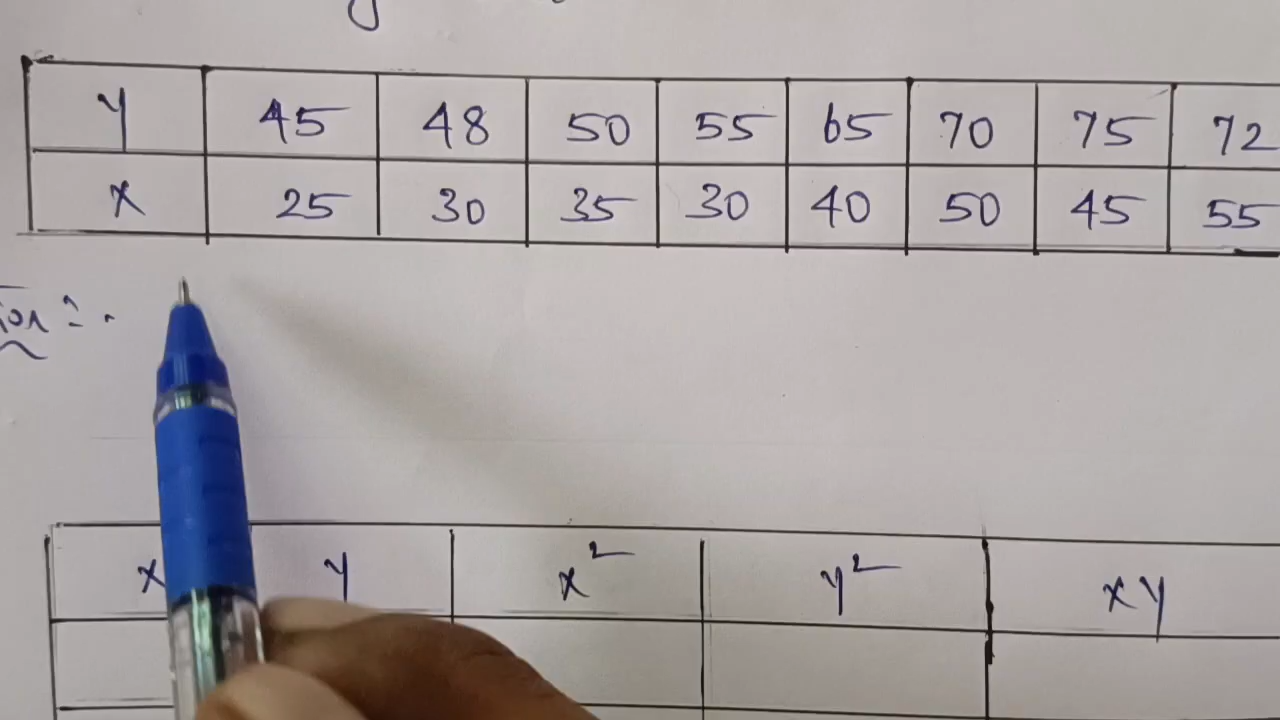 y 45 48 50 55 65 70 75 72
x 25 30 35 30 40 50 45 55
x y x² y² xy